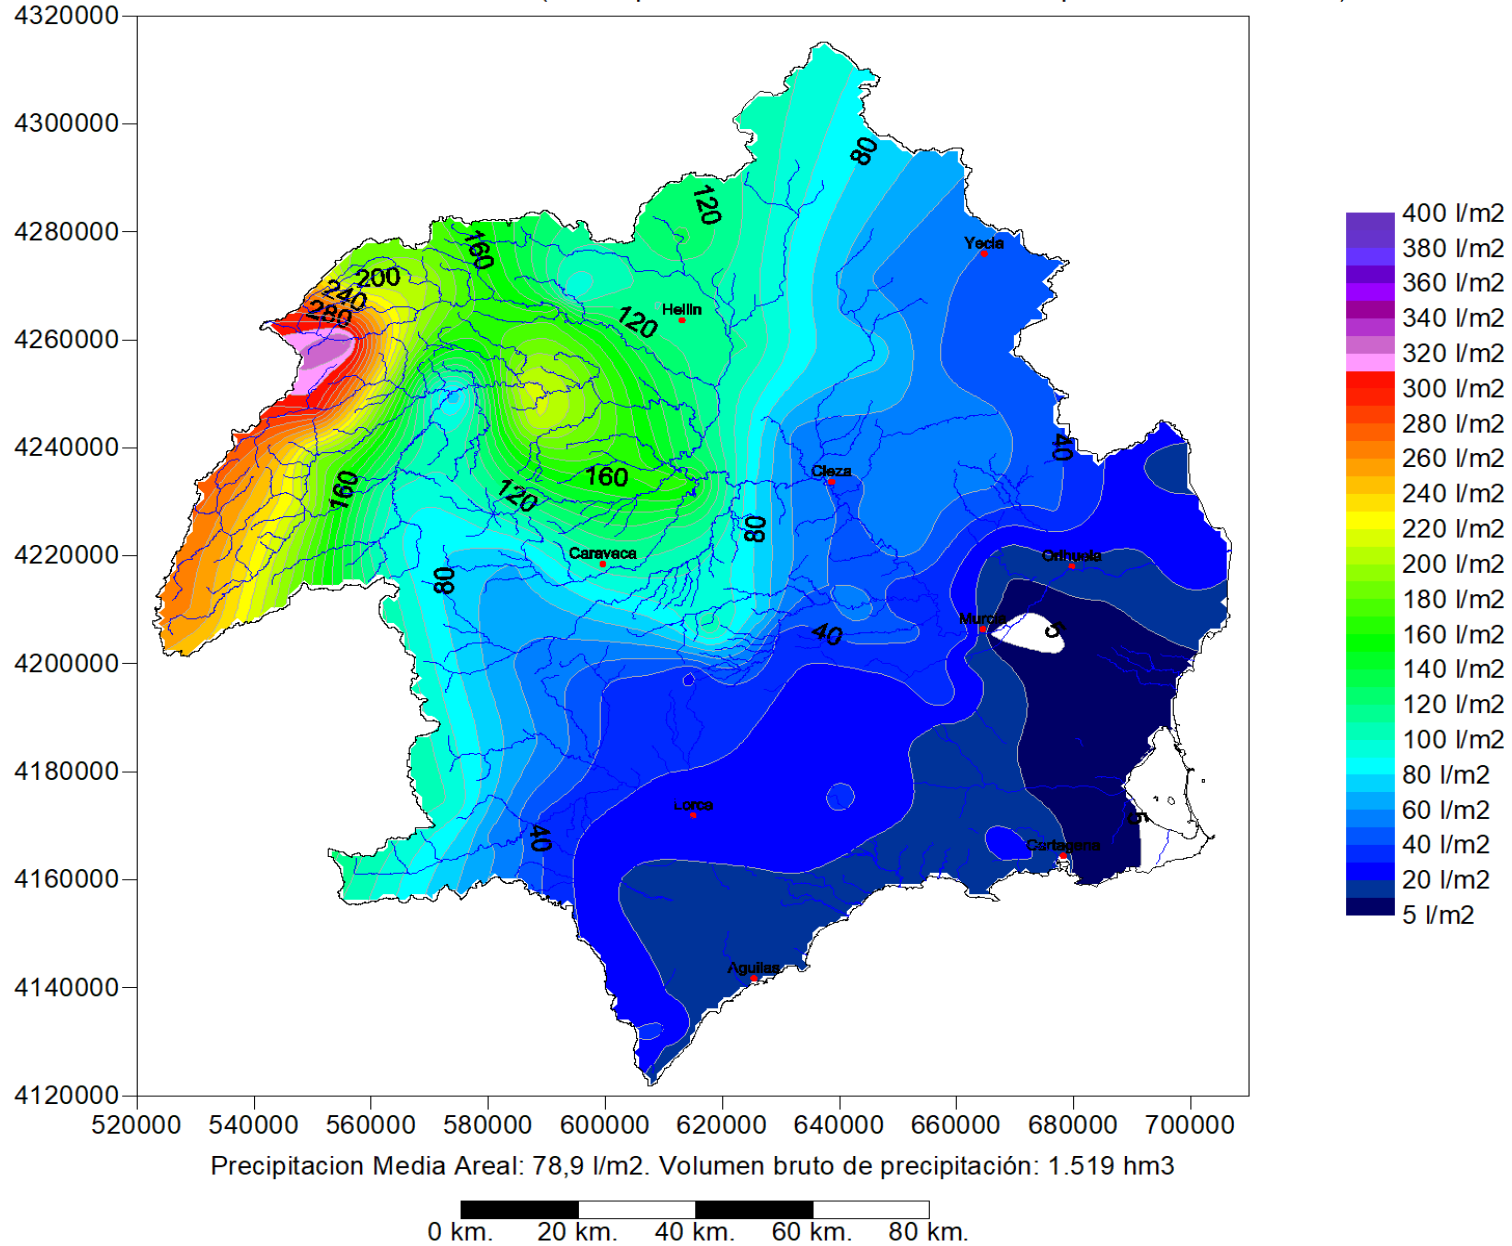 4320000
4300000
4280000
4260000
4240000
4220000
4200000
4180000
4160000
4140000
4120000
520000 540000 560000 580000 600000 620000 640000 660000 680000 700000
80
120
160
200
240
280
120
160
120
160
80
80
40
40
40
5
5
Yecla
Hellin
Cieza
Caravaca
Orihuela
Murcia
Lorca
Cartagena
Aguilas
400 l/m2
380 l/m2
360 l/m2
340 l/m2
320 l/m2
300 l/m2
280 l/m2
260 l/m2
240 l/m2
220 l/m2
200 l/m2
180 l/m2
160 l/m2
140 l/m2
120 l/m2
100 l/m2
80 l/m2
60 l/m2
40 l/m2
20 l/m2
5 l/m2
Precipitacion Media Areal: 78,9 l/m2. Volumen bruto de precipitación: 1.519 hm3
0 km. 20 km. 40 km. 60 km. 80 km.